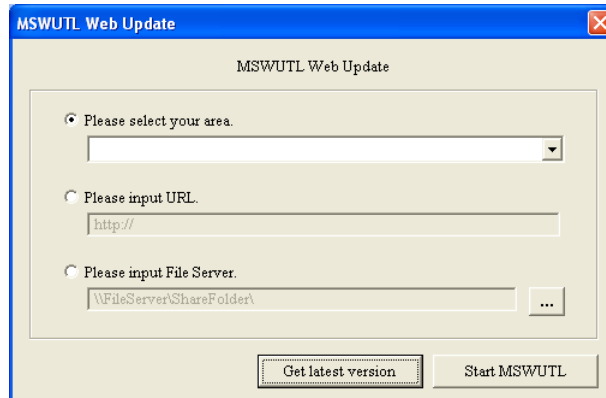 MSWUTL Web Update
MSWUTL Web Update
Please select your area.
Please input URL.
http://
Please input File Server.
\\FileServer\ShareFolder\
...
Get latest version
Start MSWUTL